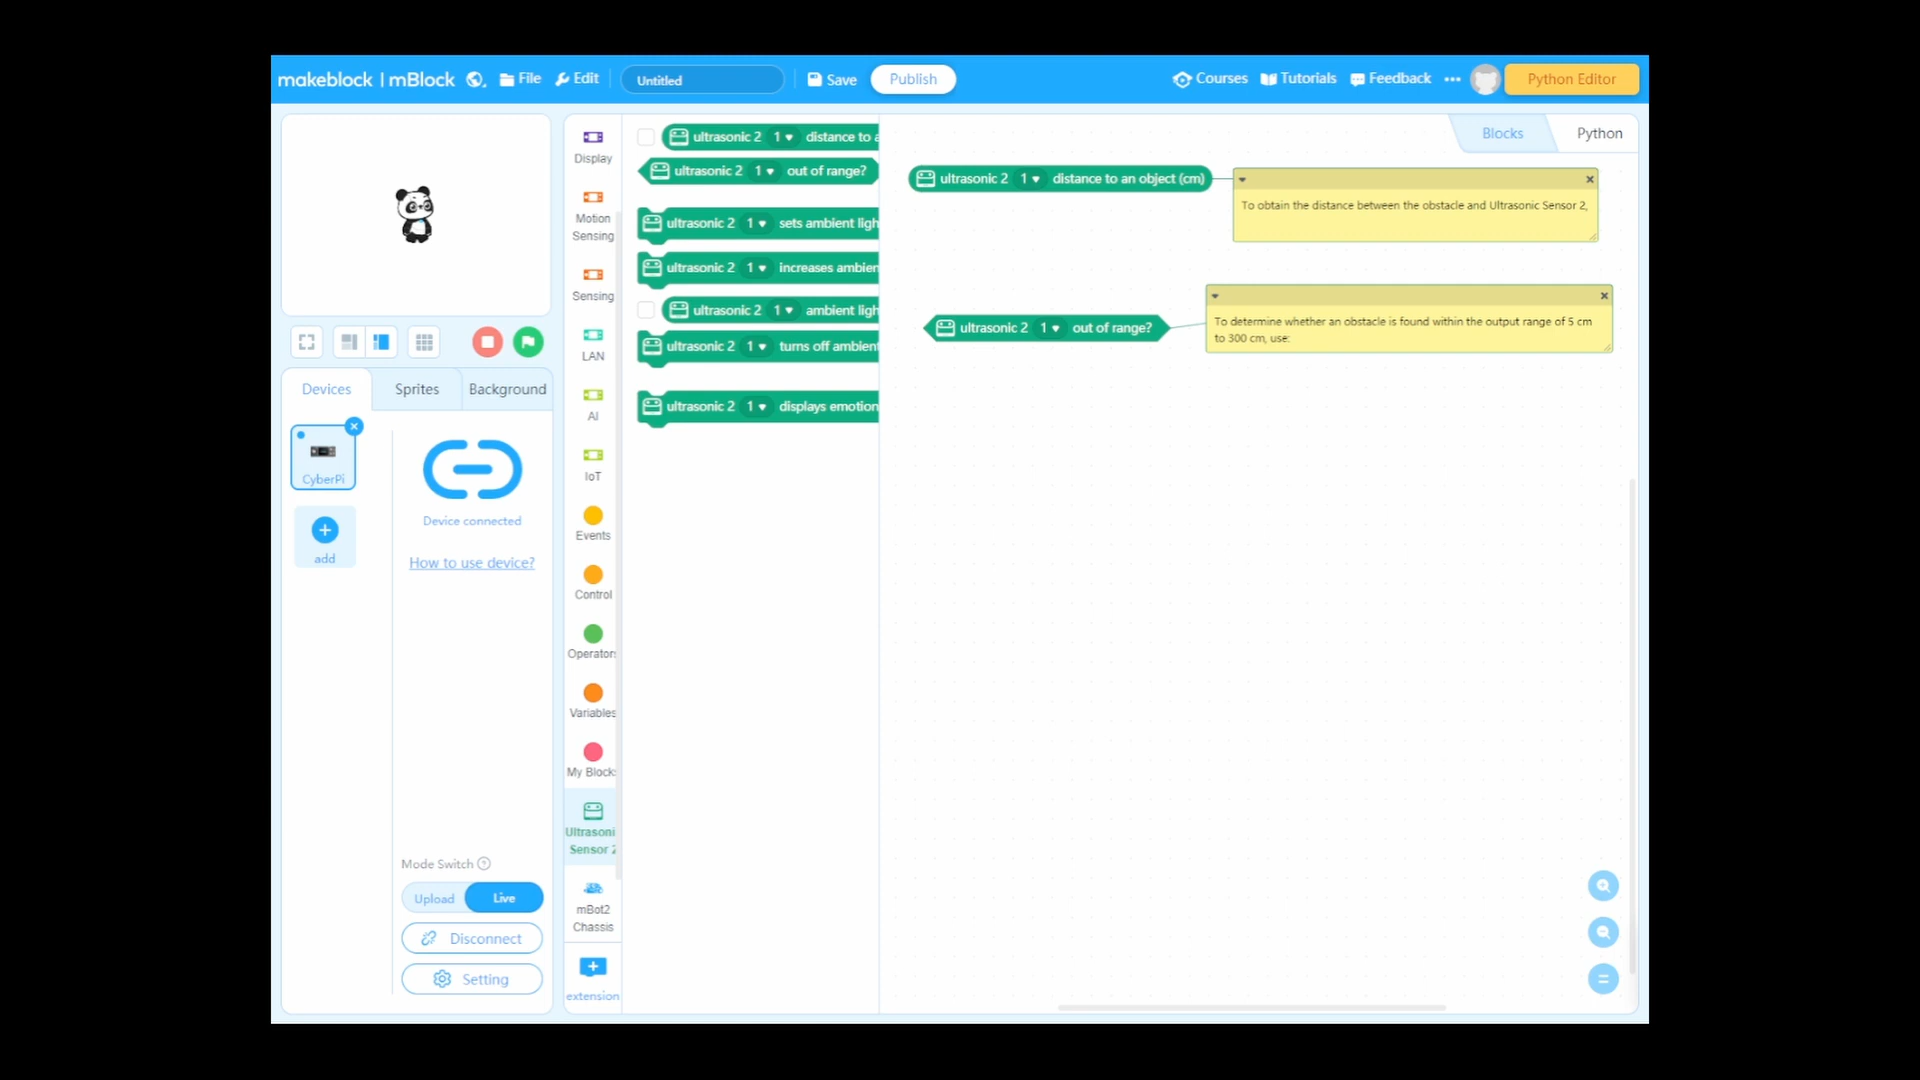 makeblock | mBlock File Edit Untitled Save Publish Courses Tutorials Feedback Python Editor
Blocks Python
Devices Sprites Background
CyberPi
add
Device connected
How to use device?
Mode Switch
Upload Live
Disconnect
Setting
Display
Motion
Sensing
Sensing
LAN
AI
IoT
Events
Control
Operator
Variables
My Block
Ultrasoni
Sensor 2
mBot2
Chassis
extension
ultrasonic 2 1 distance to a
ultrasonic 2 1 out of range?
ultrasonic 2 1 sets ambient ligh
ultrasonic 2 1 increases ambien
ultrasonic 2 1 ambient ligh
ultrasonic 2 1 turns off ambient
ultrasonic 2 1 displays emotion
ultrasonic 2 1 distance to an object (cm)
To obtain the distance between the obstacle and Ultrasonic Sensor 2,
ultrasonic 2 1 out of range?
To determine whether an obstacle is found within the output range of 5 cm
to 300 cm, use: